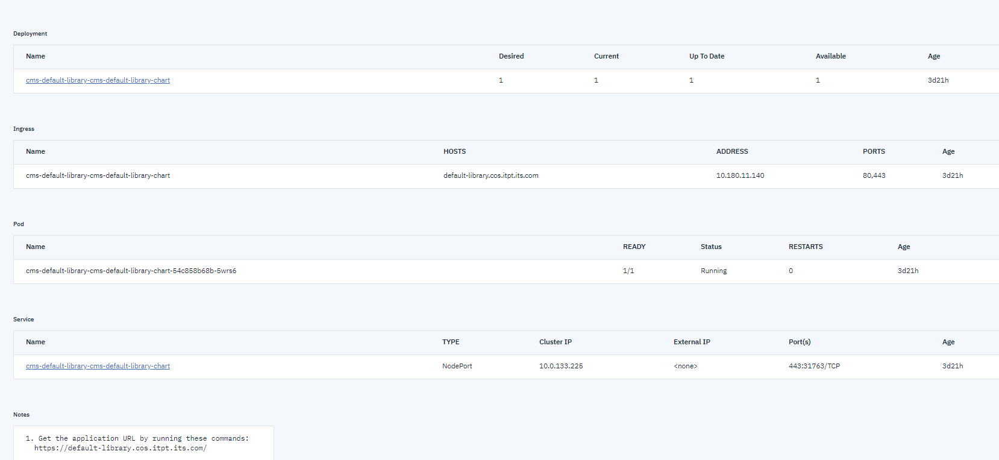 Deployment
Name Desired Current Up To Date Available Age
cms-default-library-cms-default-library-chart 1 1 1 1 3d21h
Ingress
Name HOSTS ADDRESS PORTS Age
cms-default-library-cms-default-library-chart default-library.cos.itpt.its.com 10.180.11.140 80,443 3d21h
Pod
Name READY Status RESTARTS Age
cms-default-library-cms-default-library-chart-54c858b68b-5wrs6 1/1 Running 0 3d21h
Service
Name TYPE Cluster IP External IP Port(s) Age
cms-default-library-cms-default-library-chart NodePort 10.0.133.225 <none> 443:31763/TCP 3d21h
Notes
1. Get the application URL by running these commands:
https://default-library.cos.itpt.its.com/